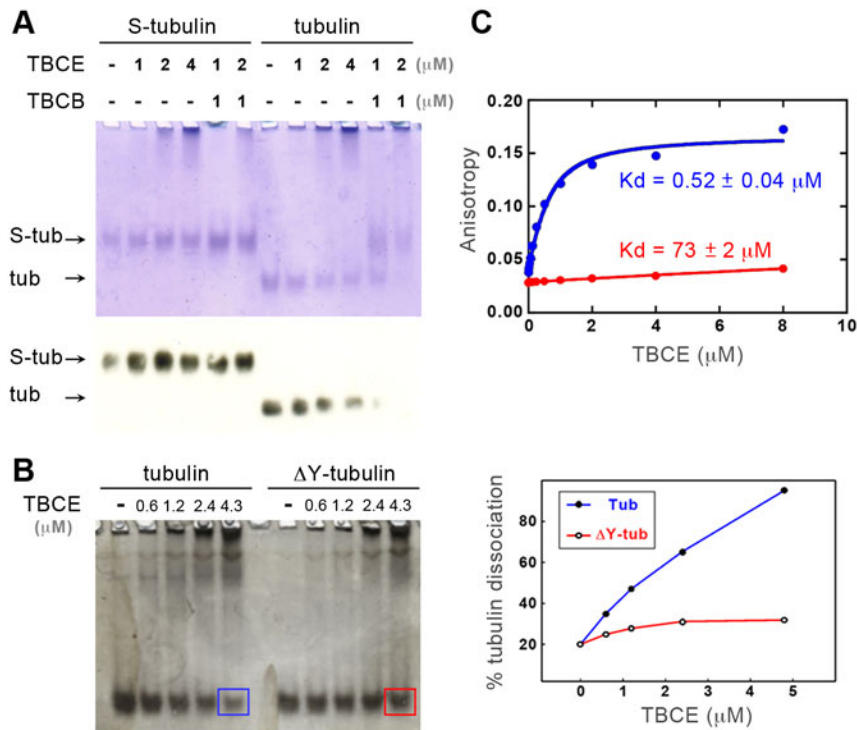 A
S-tubulin tubulin
TBCE - 1 2 4 1 2 - 1 2 4 1 2 (μM)
TBCB - - - - 1 1 - - - - 1 1 (μM)
S-tub→
tub →
S-tub→
tub →
B
tubulin ΔY-tubulin
TBCE - 0.6 1.2 2.4 4.3 - 0.6 1.2 2.4 4.3
(μM)
C
0.20
0.15
0.10
0.05
0.00
Anisotropy
Kd = 0.52 ± 0.04 μM
Kd = 73 ± 2 μM
0 2 4 6 8 10
TBCE (μM)
% tubulin dissociation
80
60
40
20
Tub
ΔY-tub
0 1 2 3 4 5
TBCE (μM)